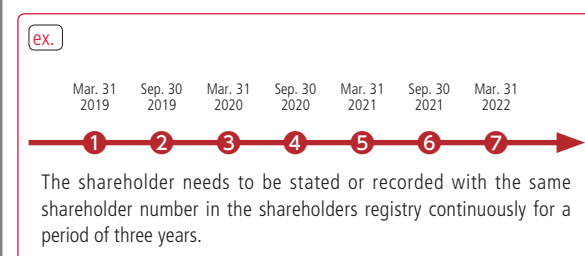 ex.
Mar. 31 Sep. 30 Mar. 31 Sep. 30 Mar. 31 Sep. 30 Mar. 31
2019 2019 2020 2020 2021 2021 2022
1 2 3 4 5 6 7
The shareholder needs to be stated or recorded with the same
shareholder number in the shareholders registry continuously for a
period of three years.